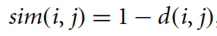 sim(i, j) = 1 − d(i, j),